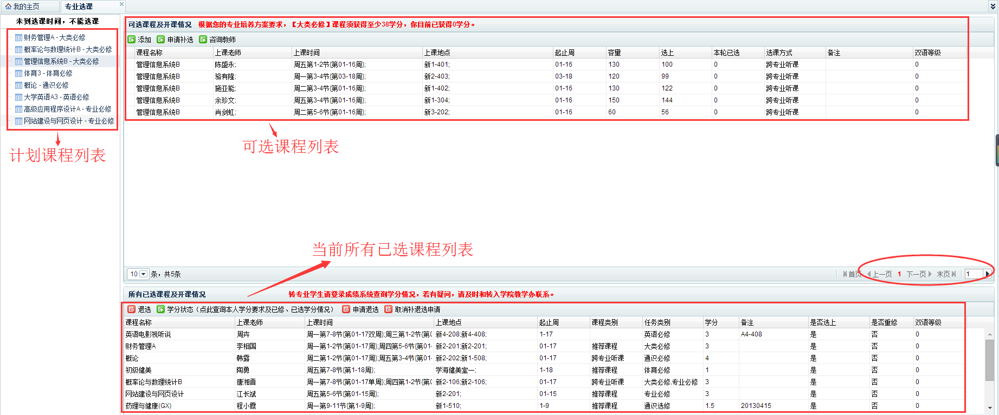 我的主页 专业选课
未到选课时间，不能选课
财务管理A - 大类必修
概率论与数理统计B - 大类必修
管理信息系统B - 大类必修
体育3 - 体育必修
概论 - 通识必修
大学英语A3 - 英语必修
高级应用程序设计A - 专业必修
网站建设与网页设计 - 专业必修
计划课程列表
可选课程及开课情况 根据您的专业培养方案要求，【大类必修】课程须获得至少38学分，你目前已获得0学分。
添加 申请补选 咨询教师
课程名称 上课老师 上课时间 上课地点 起止周 容量 选上 本轮已选 选课方式 备注 双语等级
管理信息系统B 陈盛永; 周五第1-2节{第01-16周}; 新1-401; 01-16 130 100 0 跨专业听课 0
管理信息系统B 骆有隆; 周一第3-4节{第03-18周}; 新2-403; 03-18 120 99 0 跨专业听课 0
管理信息系统B 施亚能; 周二第3-4节{第01-16周}; 新1-402; 01-16 130 122 0 跨专业听课 0
管理信息系统B 余珍文; 周五第3-4节{第01-16周}; 新1-304; 01-16 150 144 0 跨专业听课 0
管理信息系统B 肖剑虹; 周二第5-6节{第01-16周}; 新3-202; 01-16 60 56 0 跨专业听课 0
可选课程列表
当前所有已选课程列表
10 条，共5条 首页 上一页 1 下一页 末页 1
所有已选课程及开课情况 转专业学生请登录成绩系统查询学分情况，若有疑问，请及时和转入学院教学办联系。
退选 学分状态（点此查询本人学分要求及已修、已选学分情况） 申请退选 取消补退选申请
课程名称 上课老师 上课时间 上课地点 起止周 课程类别 任务类别 学分 备注 是否选上 是否重修 双语等级
英语电影视听说 周卉 周一第7-8节{第01-17双周};周三第1-2节{第0 新4-208;新4-408; 1-17 英语必修 3 A4-408 是 否 0
财务管理A 李相国 周一第1-2节{第01-17周};周四第5-6节{第01- 新2-201;新2-201; 01-17 推荐课程 大类必修 3 是 否 0
概论 韩露 周二第1-2节{第01-17周};周五第3-4节{第01- 新2-202;新1-508; 01-17 跨专业听课 通识必修 4 是 否 0
初级健美 陶勇 周五第7-8节{第1-18周}; 学海健美室一; 1-18 推荐课程 体育必修 1 是 否 0
概率论与数理统计B 唐湘晋 周一第7-8节{第01-17单周};周四第1-2节{第0 新2-106;新2-106; 01-17 跨专业听课 大类必修.专业必修 3 是 否 0
网站建设与网页设计 江长斌 周五第5-6节{第01-15周}; 新2-201; 01-15 推荐课程 专业必修 3 是 否 0
药理与健康(GX) 程小霞 周一第9-11节{第1-9周}; 新1-510; 1-9 推荐课程 通识选修 1.5 20130415 是 否 0